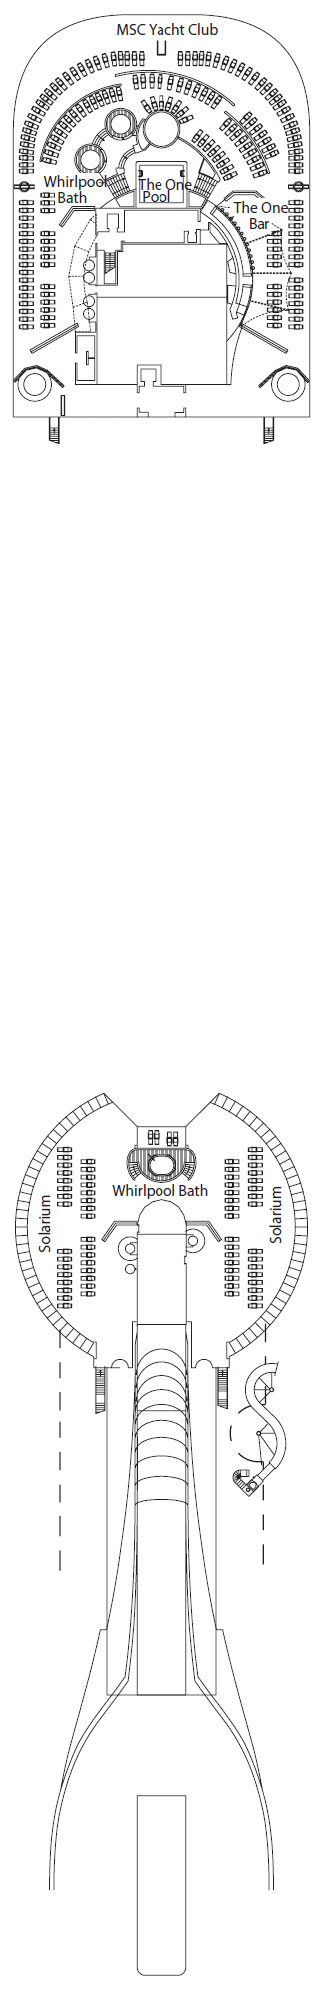 MSC Yacht Club
Whirlpool
Bath
The One
Pool
The One
Bar
Whirlpool Bath
Solarium
Solarium